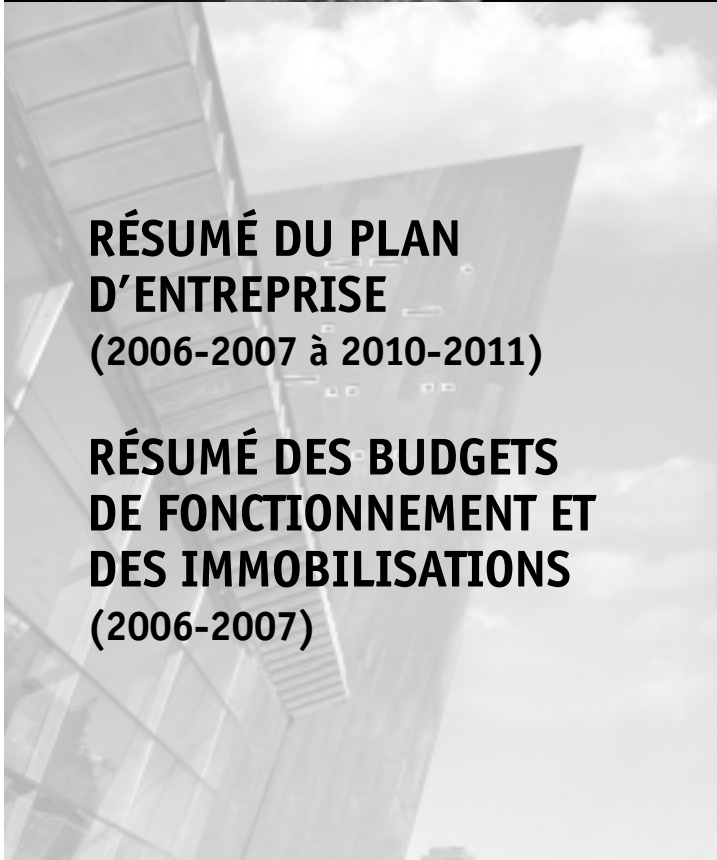 RÉSUMÉ DU PLAN
D’ENTREPRISE
(2006-2007 à 2010-2011)
RÉSUMÉ DES BUDGETS
DE FONCTIONNEMENT ET
DES IMMOBILISATIONS
(2006-2007)